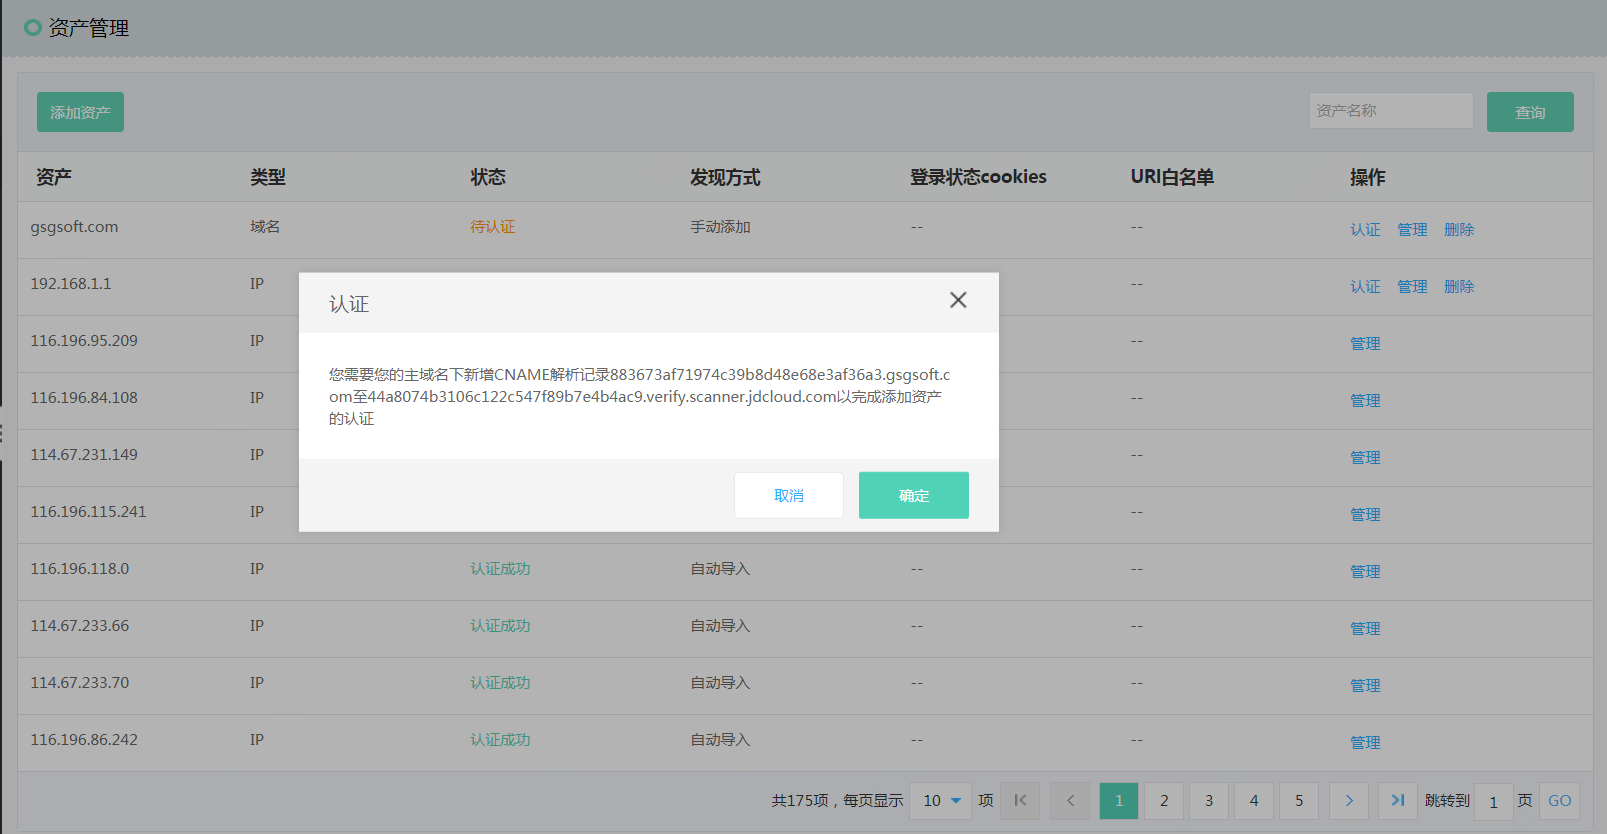 资产管理
添加资产
资产名称
查询
资产 类型 状态 发现方式 登录状态cookies URI白名单 操作
gsgsoft.com 域名 待认证 手动添加 -- -- 认证 管理 删除
192.168.1.1 IP -- 认证 管理 删除
116.196.95.209 IP -- 管理
116.196.84.108 IP -- 管理
114.67.231.149 IP -- 管理
116.196.115.241 IP -- 管理
116.196.118.0 IP 认证成功 自动导入 -- -- 管理
114.67.233.66 IP 认证成功 自动导入 -- -- 管理
114.67.233.70 IP 认证成功 自动导入 -- -- 管理
116.196.86.242 IP 认证成功 自动导入 -- -- 管理
认证
您需要您的主域名下新增CNAME解析记录883673af71974c39b8d48e68e3af36a3.gsgsoft.c
om至44a8074b3106c122c547f89b7e4b4ac9.verify.scanner.jdcloud.com以完成添加资产
的认证
取消 确定
共175项，每页显示 10 项 1 2 3 4 5 跳转到 1 页 GO